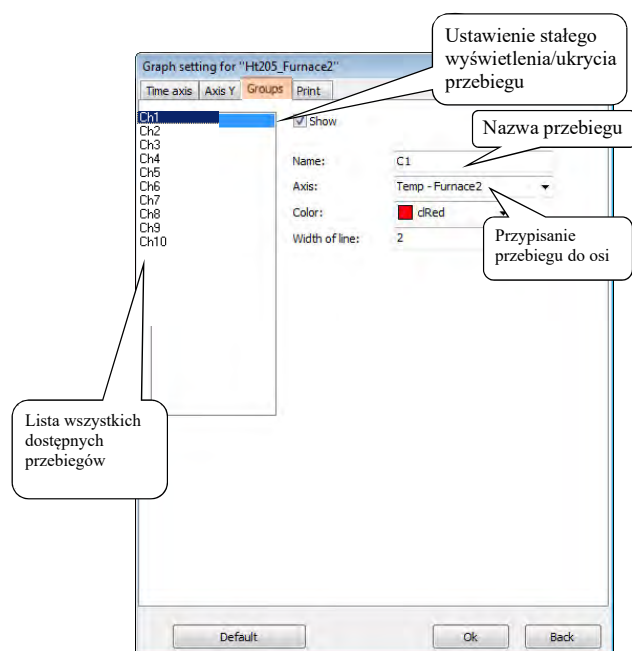 Ustawienie stałego
wyświetlenia/ukrycia
przebiegu
Graph setting for "Ht205_Furnace2"
Time axis Axis Y Groups Print
Ch1
Ch2
Ch3
Ch4
Ch5
Ch6
Ch7
Ch8
Ch9
Ch10
Show
Nazwa przebiegu
Name: C1
Axis: Temp - Furnace2
Color: clRed
Width of line: 2
Przypisanie
przebiegu do osi
Lista wszystkich
dostępnych
przebiegów
Default Ok Back